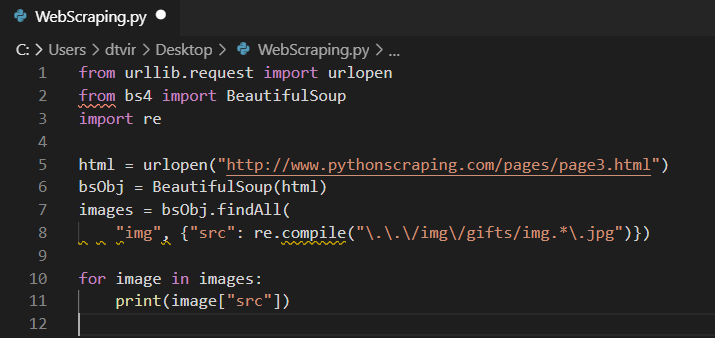 WebScraping.py
C: > Users > dtvir > Desktop > WebScraping.py > ...
1 from urllib.request import urlopen
2 from bs4 import BeautifulSoup
3 import re
4
5 html = urlopen("http://www.pythonscraping.com/pages/page3.html")
6 bsObj = BeautifulSoup(html)
7 images = bsObj.findAll(
8     "img", {"src": re.compile("\.\.\/img\/gifts/img.*\.jpg")})
9
10 for image in images:
11     print(image["src"])
12